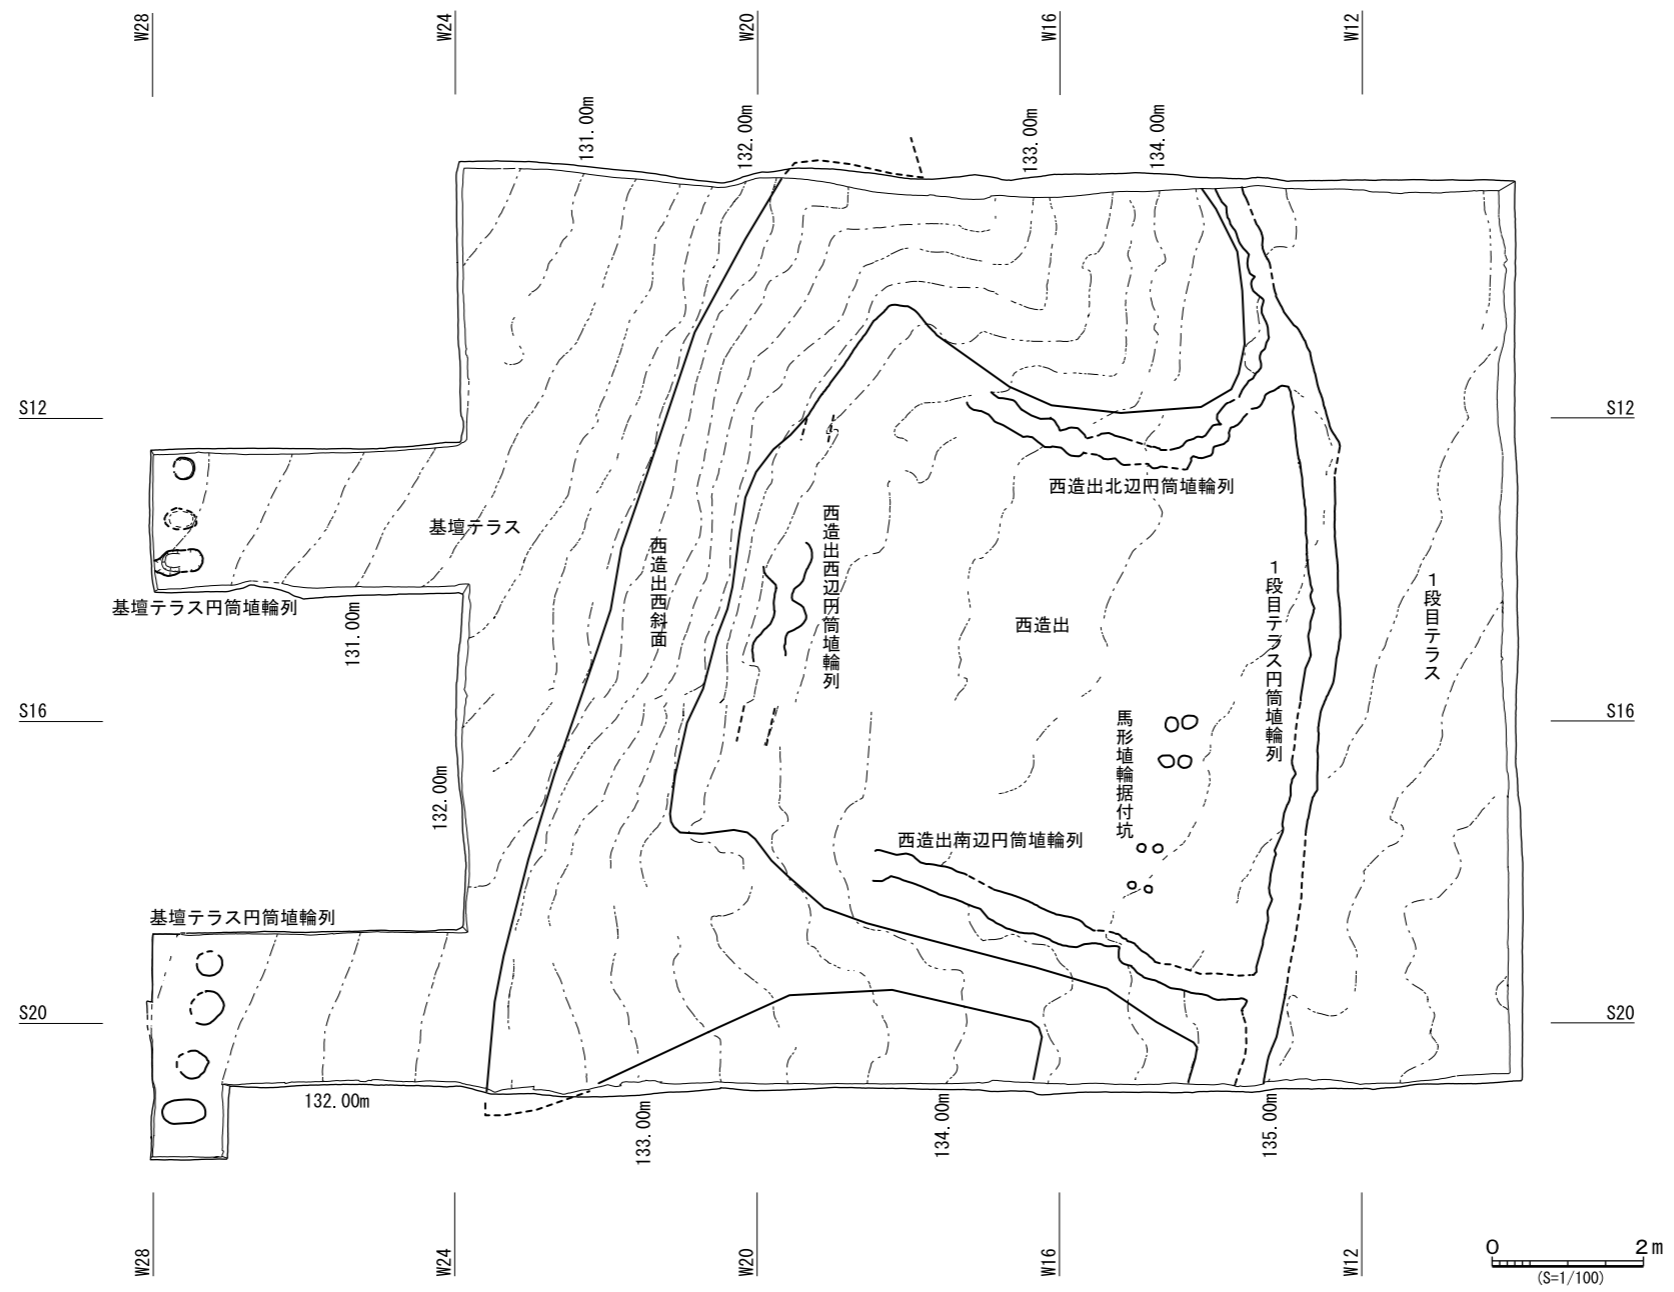 W28
W24
W20
W16
W12
131.00m
132.00m
133.00m
134.00m
S12
S12
西造出北辺円筒埴輪列
基壇テラス
西造出西斜面
西造出西辺円筒埴輪列
1段目テラス円筒埴輪列
1段目テラス
基壇テラス円筒埴輪列
131.00m
西造出
S16
S16
馬形埴輪据付坑
132.00m
西造出南辺円筒埴輪列
基壇テラス円筒埴輪列
S20
S20
132.00m
133.00m
134.00m
135.00m
W28
W24
W20
W16
W12
0 2m
(S=1/100)